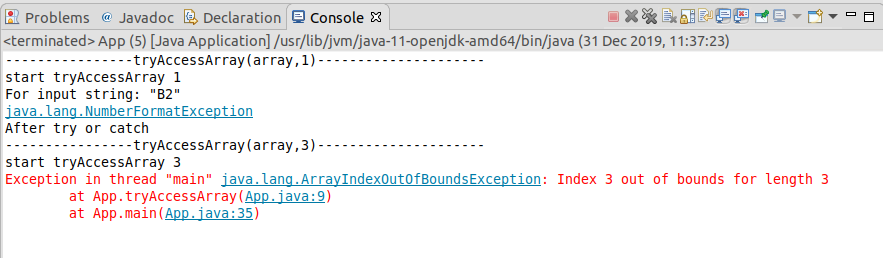 Problems @ Javadoc Declaration Console
<terminated> App (5) [Java Application] /usr/lib/jvm/java-11-openjdk-amd64/bin/java (31 Dec 2019, 11:37:23)
----------------tryAccessArray(array,1)---------------------
start tryAccessArray 1
For input string: "B2"
java.lang.NumberFormatException
After try or catch
----------------tryAccessArray(array,3)---------------------
start tryAccessArray 3
Exception in thread "main" java.lang.ArrayIndexOutOfBoundsException: Index 3 out of bounds for length 3
at App.tryAccessArray(App.java:9)
at App.main(App.java:35)